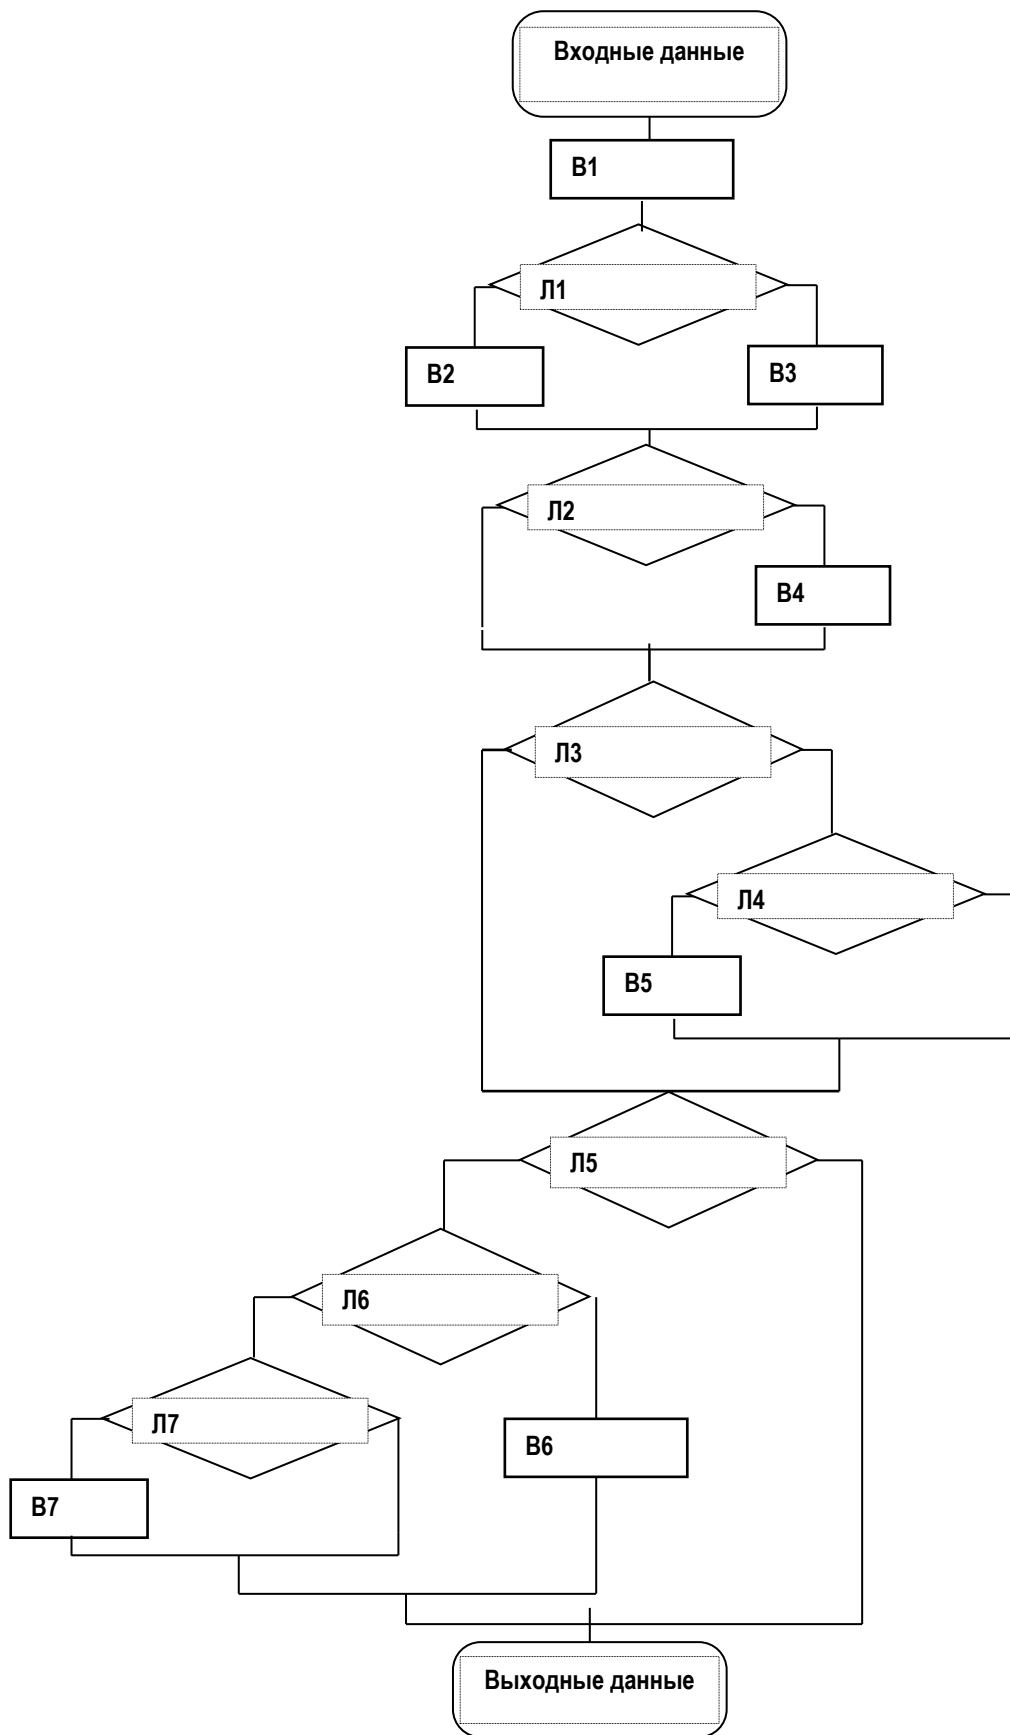 Входные данные
В1
Л1
В2
В3
Л2
В4
Л3
Л4
В5
Л5
Л6
Л7
В6
В7
Выходные данные